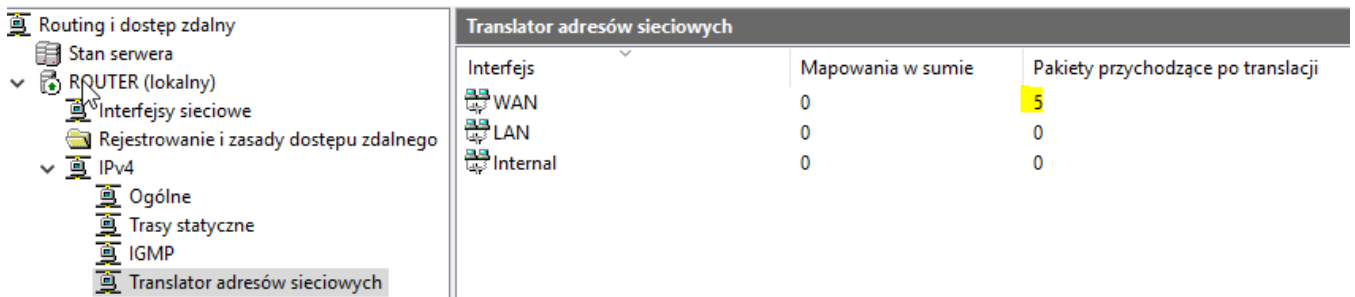 Routing i dostęp zdalny
Stan serwera
ROUTER (lokalny)
Interfejsy sieciowe
Rejestrowanie i zasady dostępu zdalnego
IPv4
Ogólne
Trasy statyczne
IGMP
Translator adresów sieciowych
Translator adresów sieciowych
Interfejs Mapowania w sumie Pakiety przychodzące po translacji
WAN 0 5
LAN 0 0
Internal 0 0